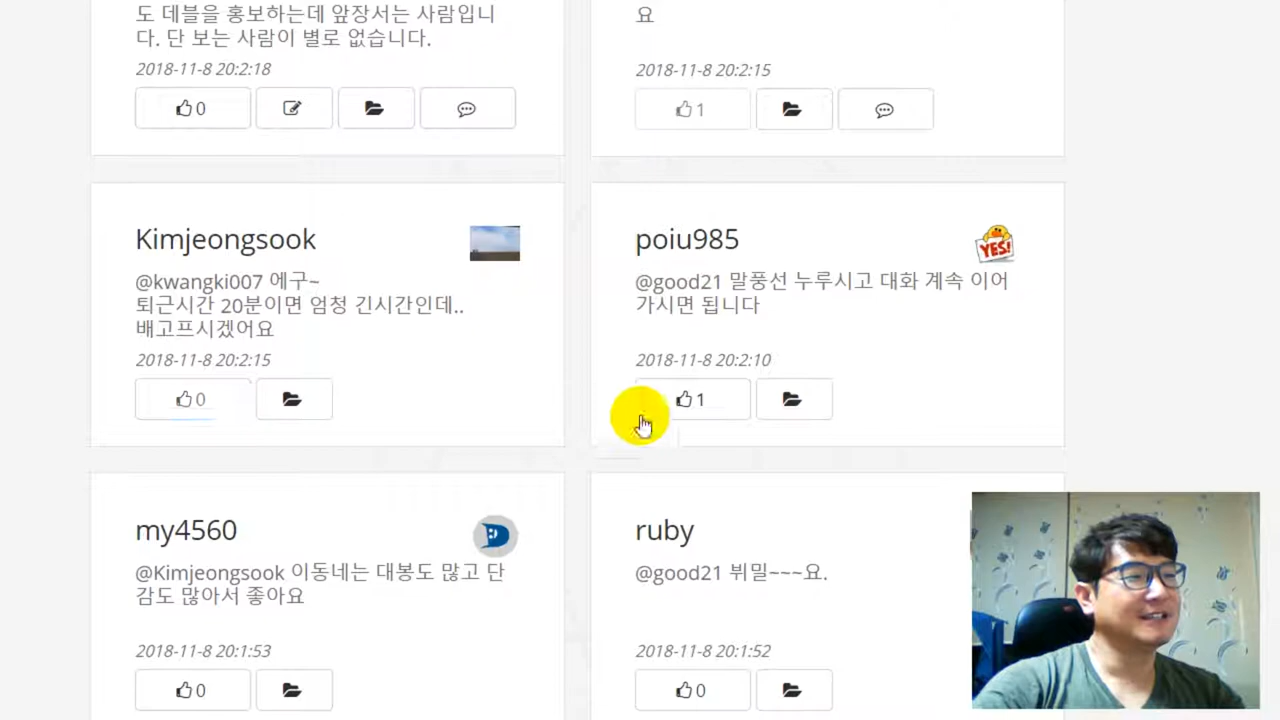 도 데블을 홍보하는데 앞장서는 사람입니
다. 단 보는 사람이 별로 없습니다.
2018-11-8 20:2:18
0
요
2018-11-8 20:2:15
1
Kimjeongsook
@kwangki007 에구~
퇴근시간 20분이면 엄청 긴시간인데..
배고프시겠어요
2018-11-8 20:2:15
0
poiu985
YES!
@good21 말풍선 누루시고 대화 계속 이어
가시면 됩니다
2018-11-8 20:2:10
1
my4560
@Kimjeongsook 이동네는 대봉도 많고 단
감도 많아서 좋아요
2018-11-8 20:1:53
0
ruby
@good21 뷔밀~~~요.
2018-11-8 20:1:52
0